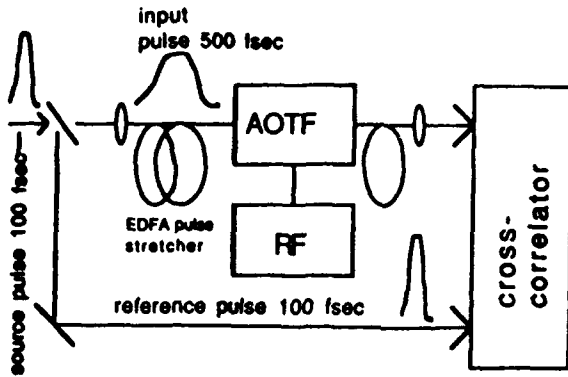 input
pulse 500 fsec
source pulse 100 fsec
AOTF
EDFA pulse
stretcher
RF
reference pulse 100 fsec
cross-
correlator